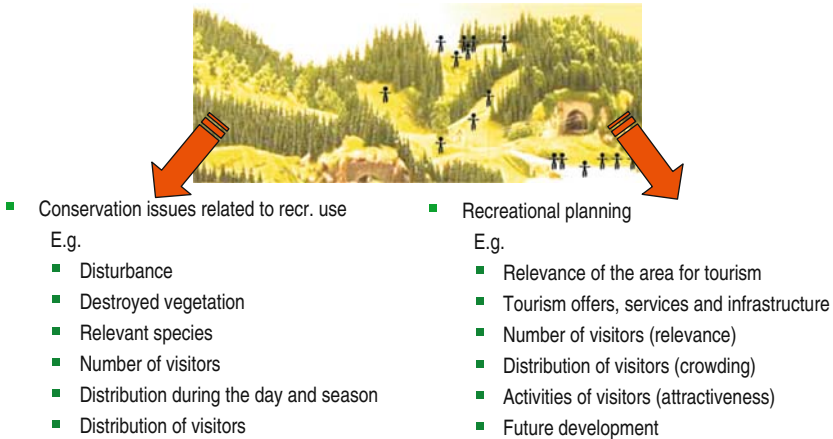 Conservation issues related to recr. use
E.g.
Disturbance
Destroyed vegetation
Relevant species
Number of visitors
Distribution during the day and season
Distribution of visitors
Recreational planning
E.g.
Relevance of the area for tourism
Tourism offers, services and infrastructure
Number of visitors (relevance)
Distribution of visitors (crowding)
Activities of visitors (attractiveness)
Future development